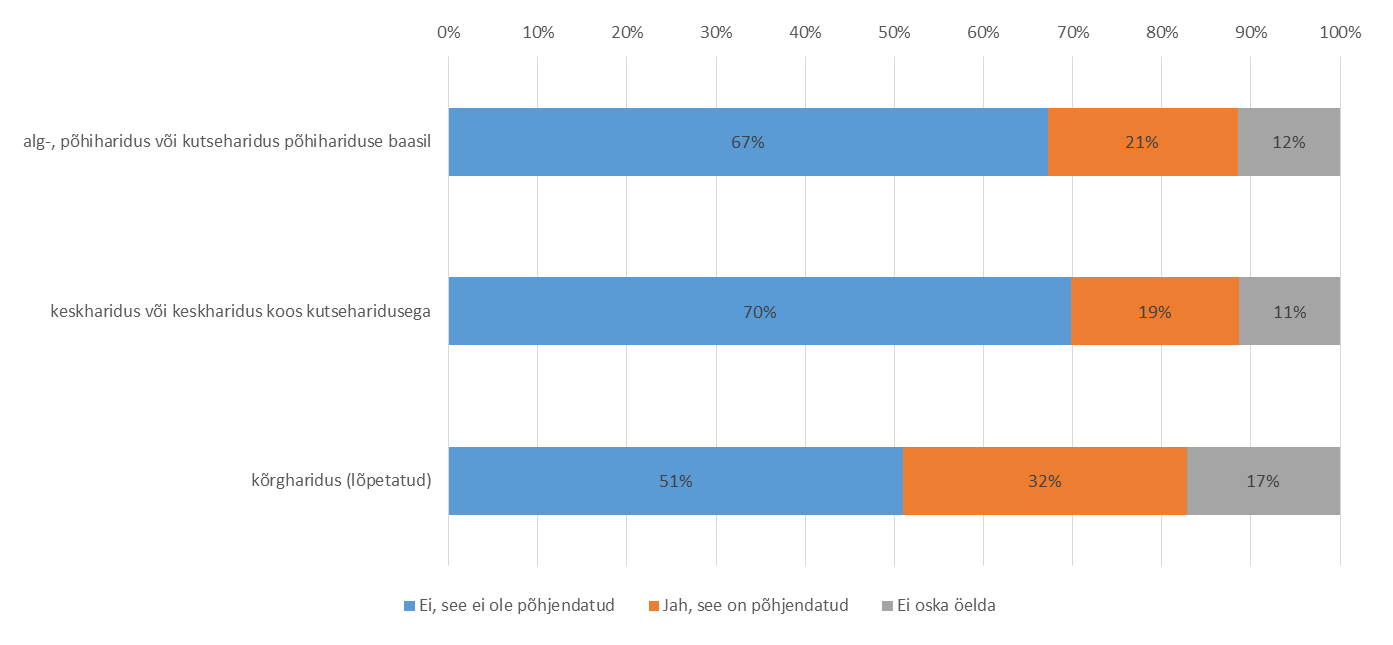 0% 10% 20% 30% 40% 50% 60% 70% 80% 90% 100%
alg-, põhiharidus või kutseharidus põhihariduse baasil 67% 21% 12%
keskharidus või keskharidus koos kutseharidusega 70% 19% 11%
kõrgharidus (lõpetatud) 51% 32% 17%
Ei, see ei ole põhjendatud Jah, see on põhjendatud Ei oska öelda